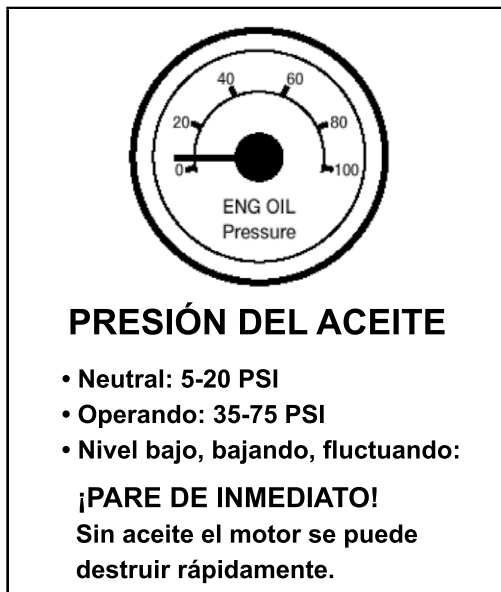 40 60
20 80
0 100
ENG OIL
Pressure
PRESIÓN DEL ACEITE
• Neutral: 5-20 PSI
• Operando: 35-75 PSI
• Nivel bajo, bajando, fluctuando:
¡PARE DE INMEDIATO!
Sin aceite el motor se puede
destruir rápidamente.